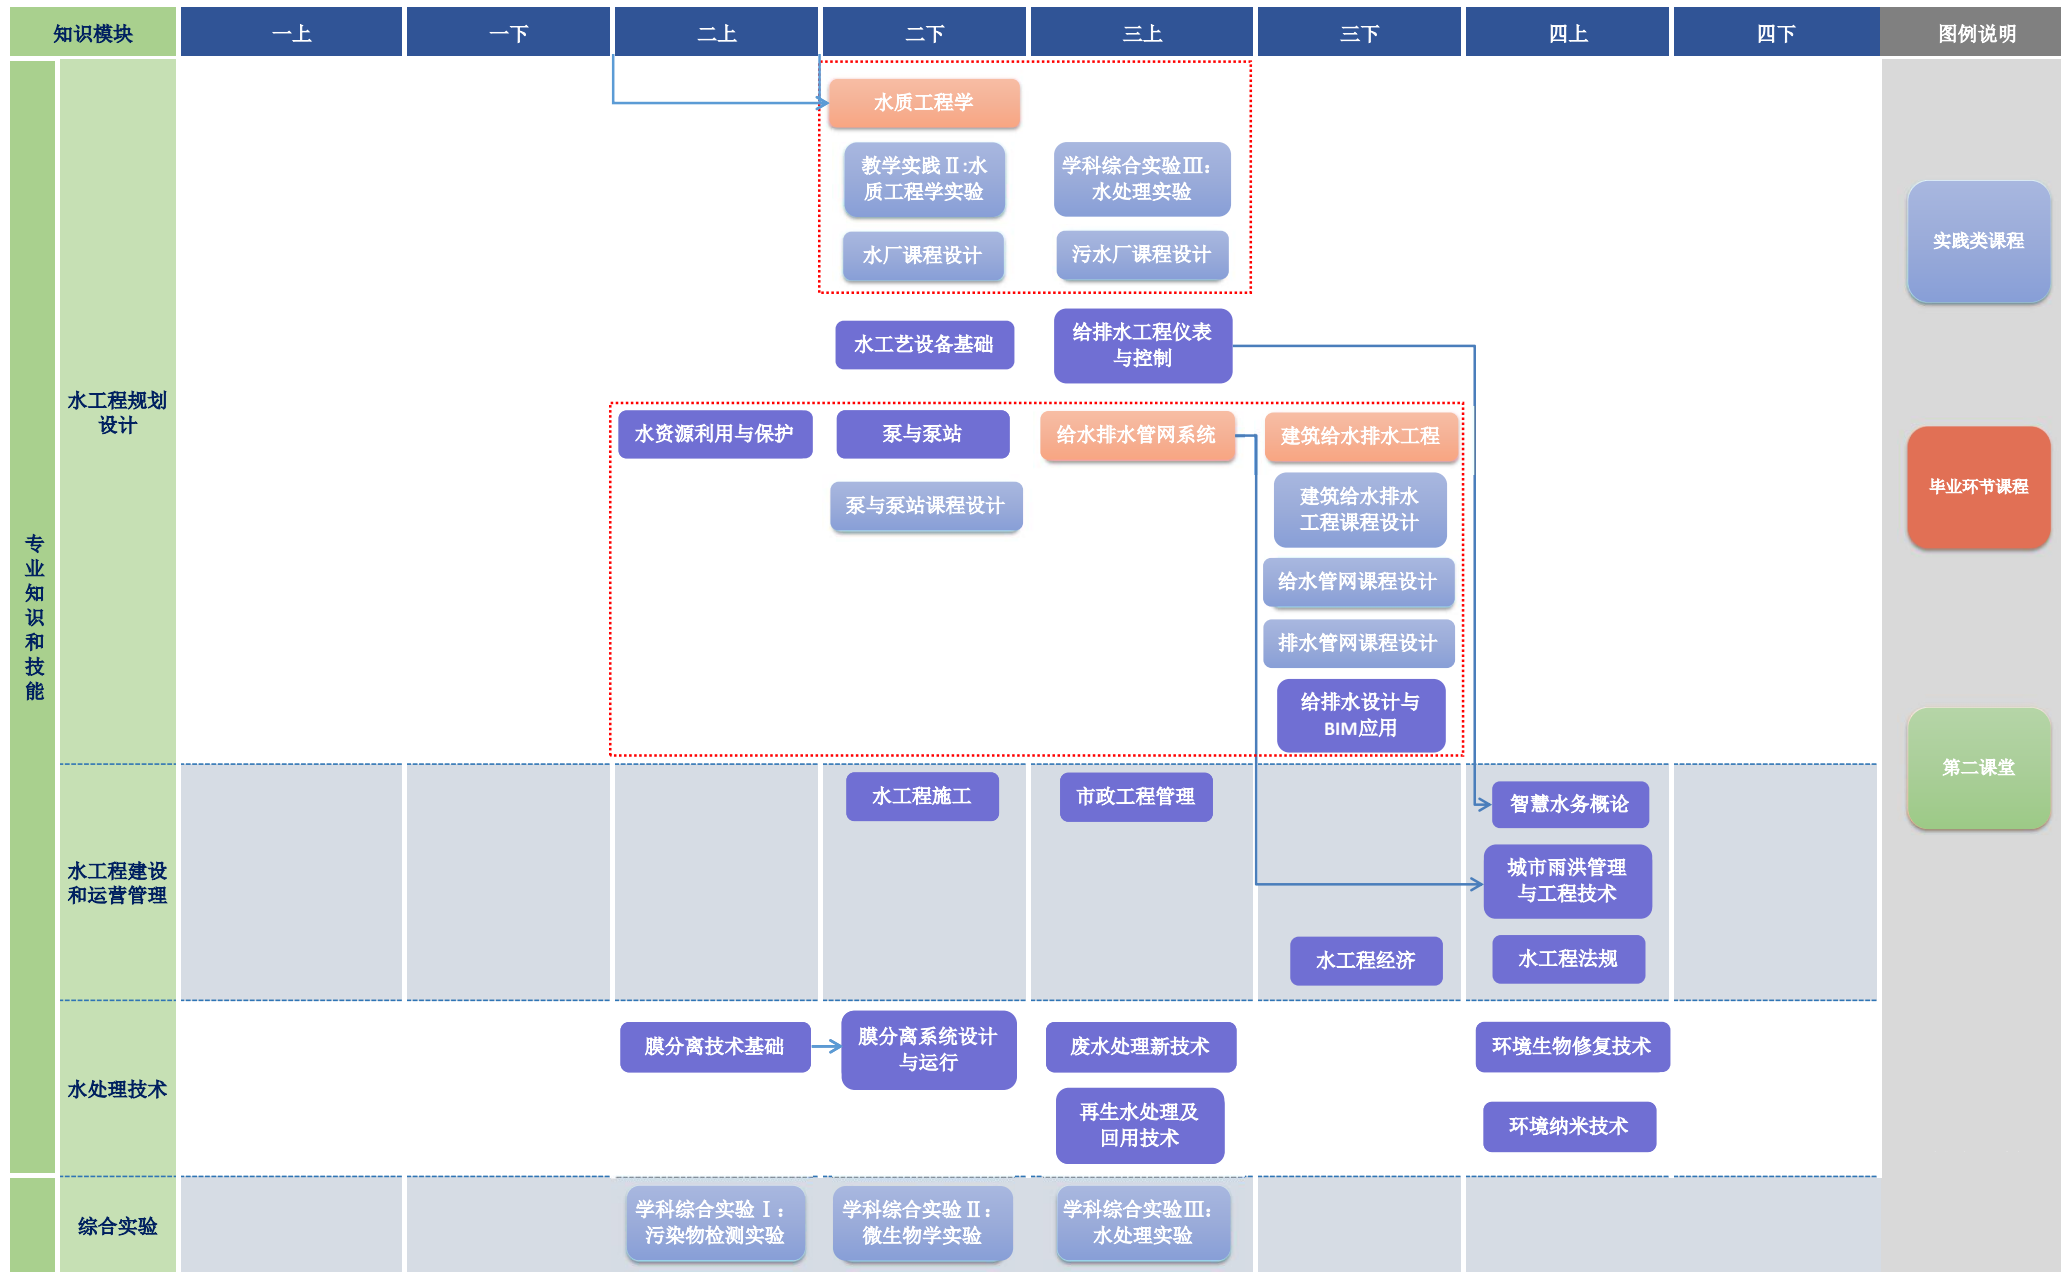 知识模块
一上
一下
二上
二下
三上
三下
四上
四下
图例说明
专
业
知
识
和
技
能
水工程规划
设计
水质工程学
教学实践Ⅱ:水
质工程学实验
学科综合实验Ⅲ：
水处理实验
水厂课程设计
污水厂课程设计
水工艺设备基础
给排水工程仪表
与控制
水资源利用与保护
泵与泵站
给水排水管网系统
建筑给水排水工程
泵与泵站课程设计
建筑给水排水
工程课程设计
给水管网课程设计
排水管网课程设计
给排水设计与
BIM应用
水工程建设
和运营管理
水工程施工
市政工程管理
智慧水务概论
城市雨洪管理
与工程技术
水工程经济
水工程法规
水处理技术
膜分离技术基础
膜分离系统设计
与运行
废水处理新技术
环境生物修复技术
再生水处理及
回用技术
环境纳米技术
综合实验
学科综合实验Ⅰ：
污染物检测实验
学科综合实验Ⅱ：
微生物学实验
学科综合实验Ⅲ：
水处理实验
实践类课程
毕业环节课程
第二课堂